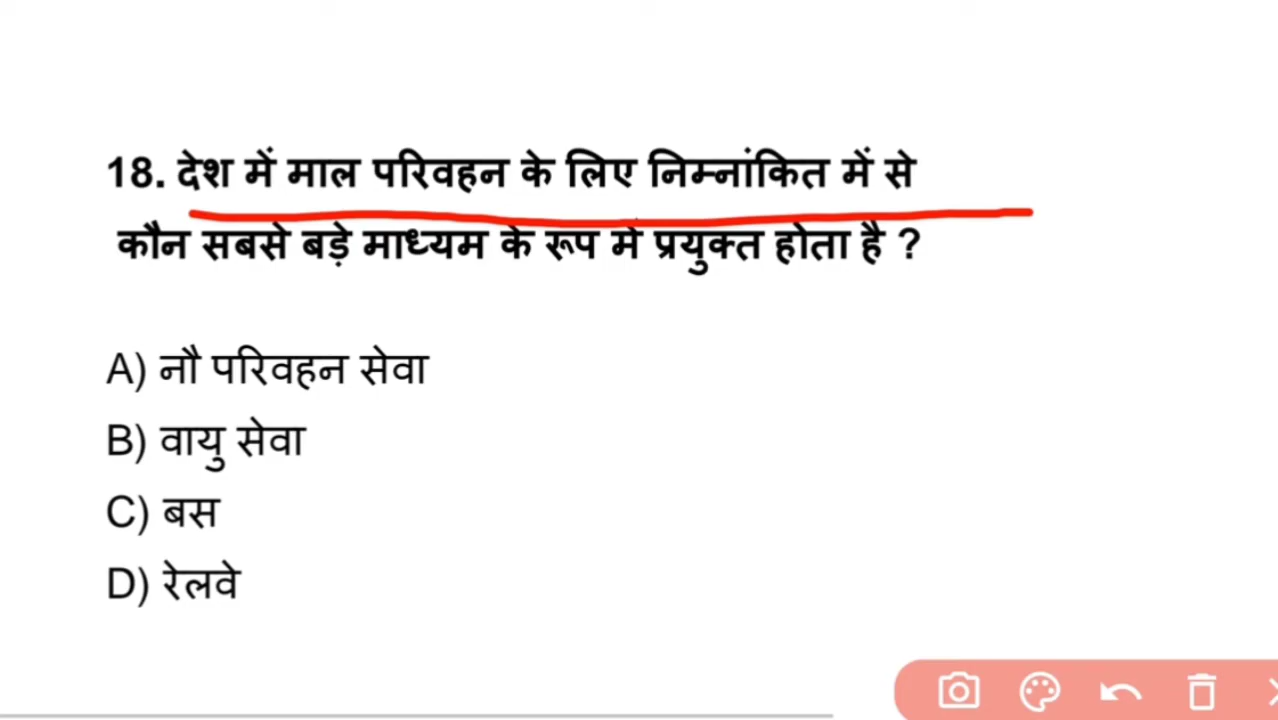 18. देश में माल परिवहन के लिए निम्नांकित में से
कौन सबसे बड़े माध्यम के रूप में प्रयुक्त होता है ?
A) नौ परिवहन सेवा
B) वायु सेवा
C) बस
D) रेलवे